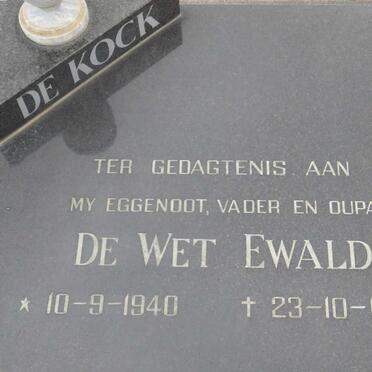 DE KOCK
TER GEDAGTENIS AAN
MY EGGENOOT, VADER EN OUPA
DE WET EWALD
* 10-9-1940 † 23-10-